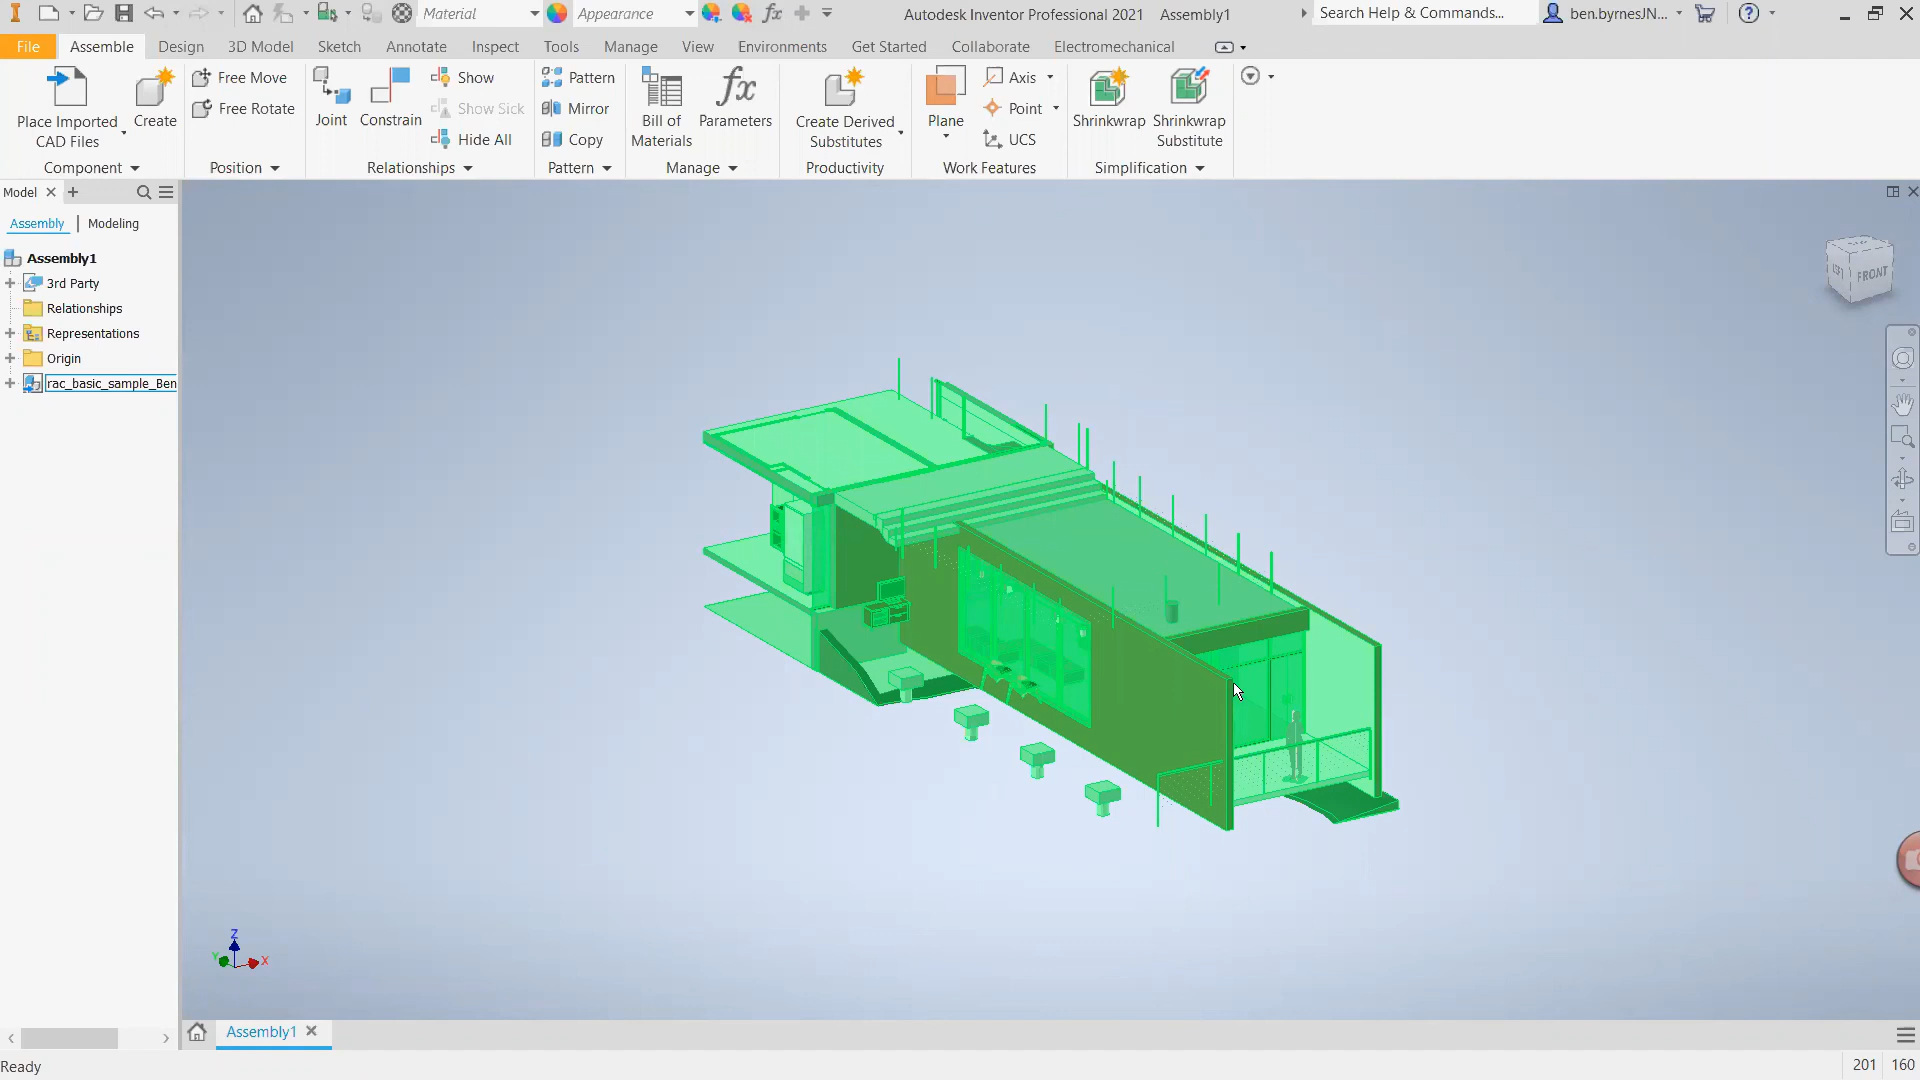 Material
Appearance
Autodesk Inventor Professional 2021 Assembly1
Search Help & Commands...
ben.byrnesJN...
File Assemble Design 3D Model Sketch Annotate Inspect Tools Manage View Environments Get Started Collaborate Electromechanical
Place Imported
CAD Files
Create
Free Move
Free Rotate
Joint
Constrain
Show
Show Sick
Hide All
Pattern
Mirror
Copy
Bill of
Materials
Parameters
Create Derived
Substitutes
Plane
Axis
Point
UCS
Shrinkwrap
Shrinkwrap
Substitute
Component Position Relationships Pattern Manage Productivity Work Features Simplification
Model
Assembly | Modeling
Assembly1
3rd Party
Relationships
Representations
Origin
rac_basic_sample_Ben
FRONT
Z
Y
X
Assembly1
Ready
201 160